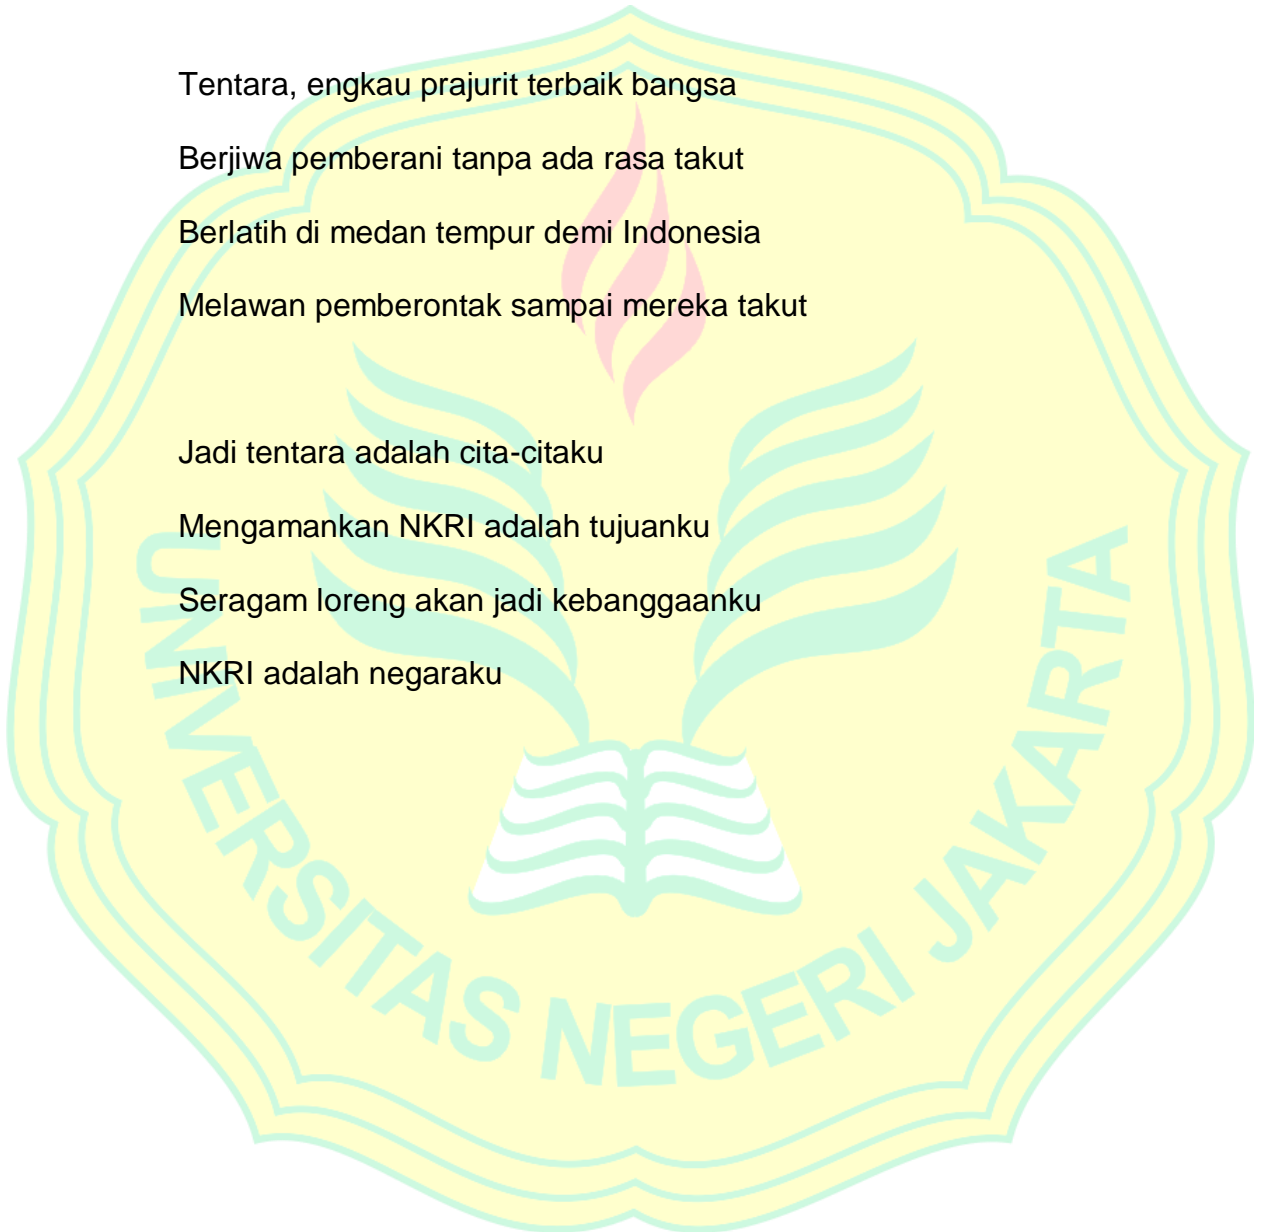 Tentara, engkau prajurit terbaik bangsa
Berjiwa pemberani tanpa ada rasa takut
Berlatih di medan tempur demi Indonesia
Melawan pemberontak sampai mereka takut
Jadi tentara adalah cita-citaku
Mengamankan NKRI adalah tujuanku
Seragam loreng akan jadi kebanggaanku
NKRI adalah negaraku
UNIVERSITAS NEGERI JAKARTA